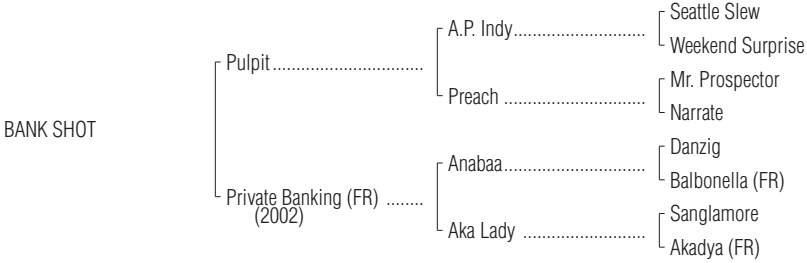 Seattle Slew
A.P. Indy............................
Weekend Surprise
Pulpit................................
Mr. Prospector
Preach ..............................
Narrate
BANK SHOT
Danzig
Anabaa..............................
Balbonella (FR)
Private Banking (FR) ........
(2002)
Sanglamore
Aka Lady ..........................
Akadya (FR)